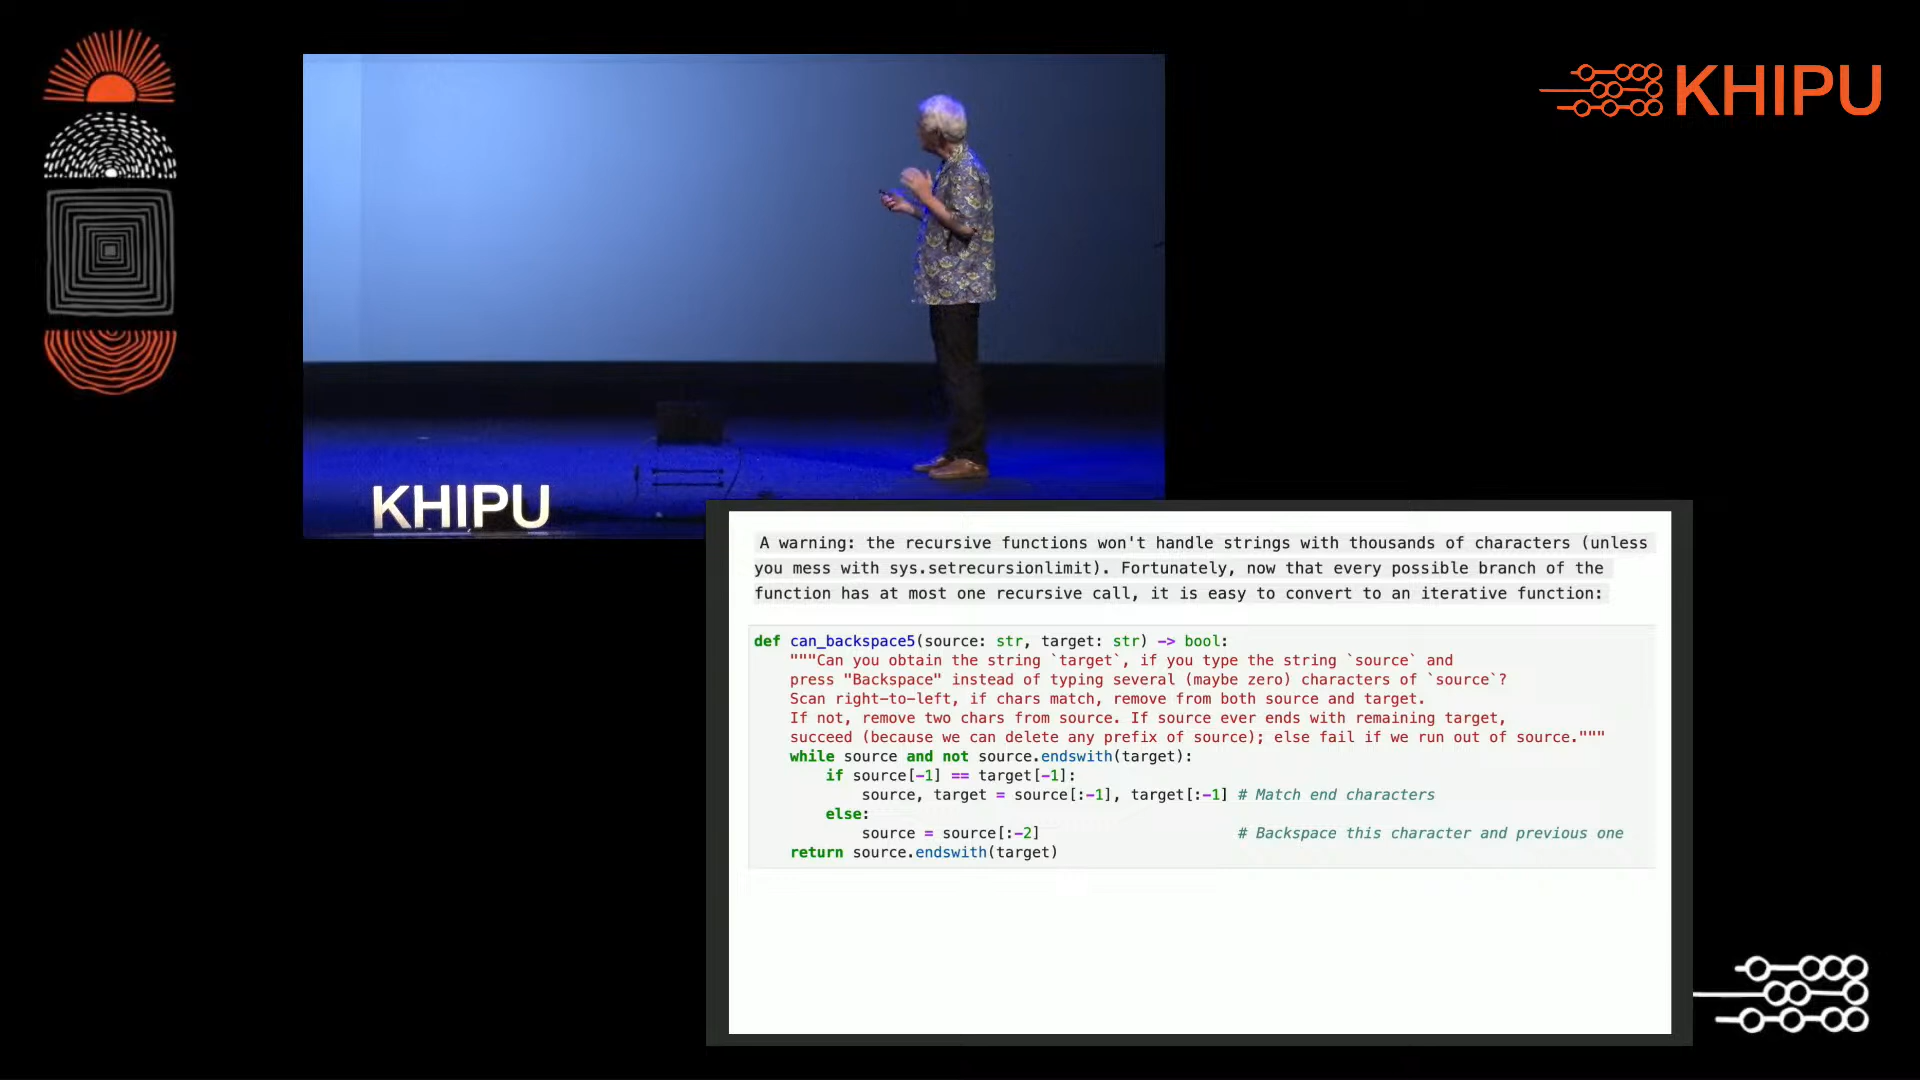 KHIPU
KHIPU
A warning: the recursive functions won't handle strings with thousands of characters (unless
you mess with sys.setrecursionlimit). Fortunately, now that every possible branch of the
function has at most one recursive call, it is easy to convert to an iterative function:
def can_backspace5(source: str, target: str) -> bool:
    """Can you obtain the string `target`, if you type the string `source` and
    press "Backspace" instead of typing several (maybe zero) characters of `source`?
    Scan right-to-left, if chars match, remove from both source and target.
    If not, remove two chars from source. If source ever ends with remaining target,
    succeed (because we can delete any prefix of source); else fail if we run out of source."""
    while source and not source.endswith(target):
        if source[-1] == target[-1]:
            source, target = source[:-1], target[:-1] # Match end characters
        else:
            source = source[:-2]                      # Backspace this character and previous one
    return source.endswith(target)